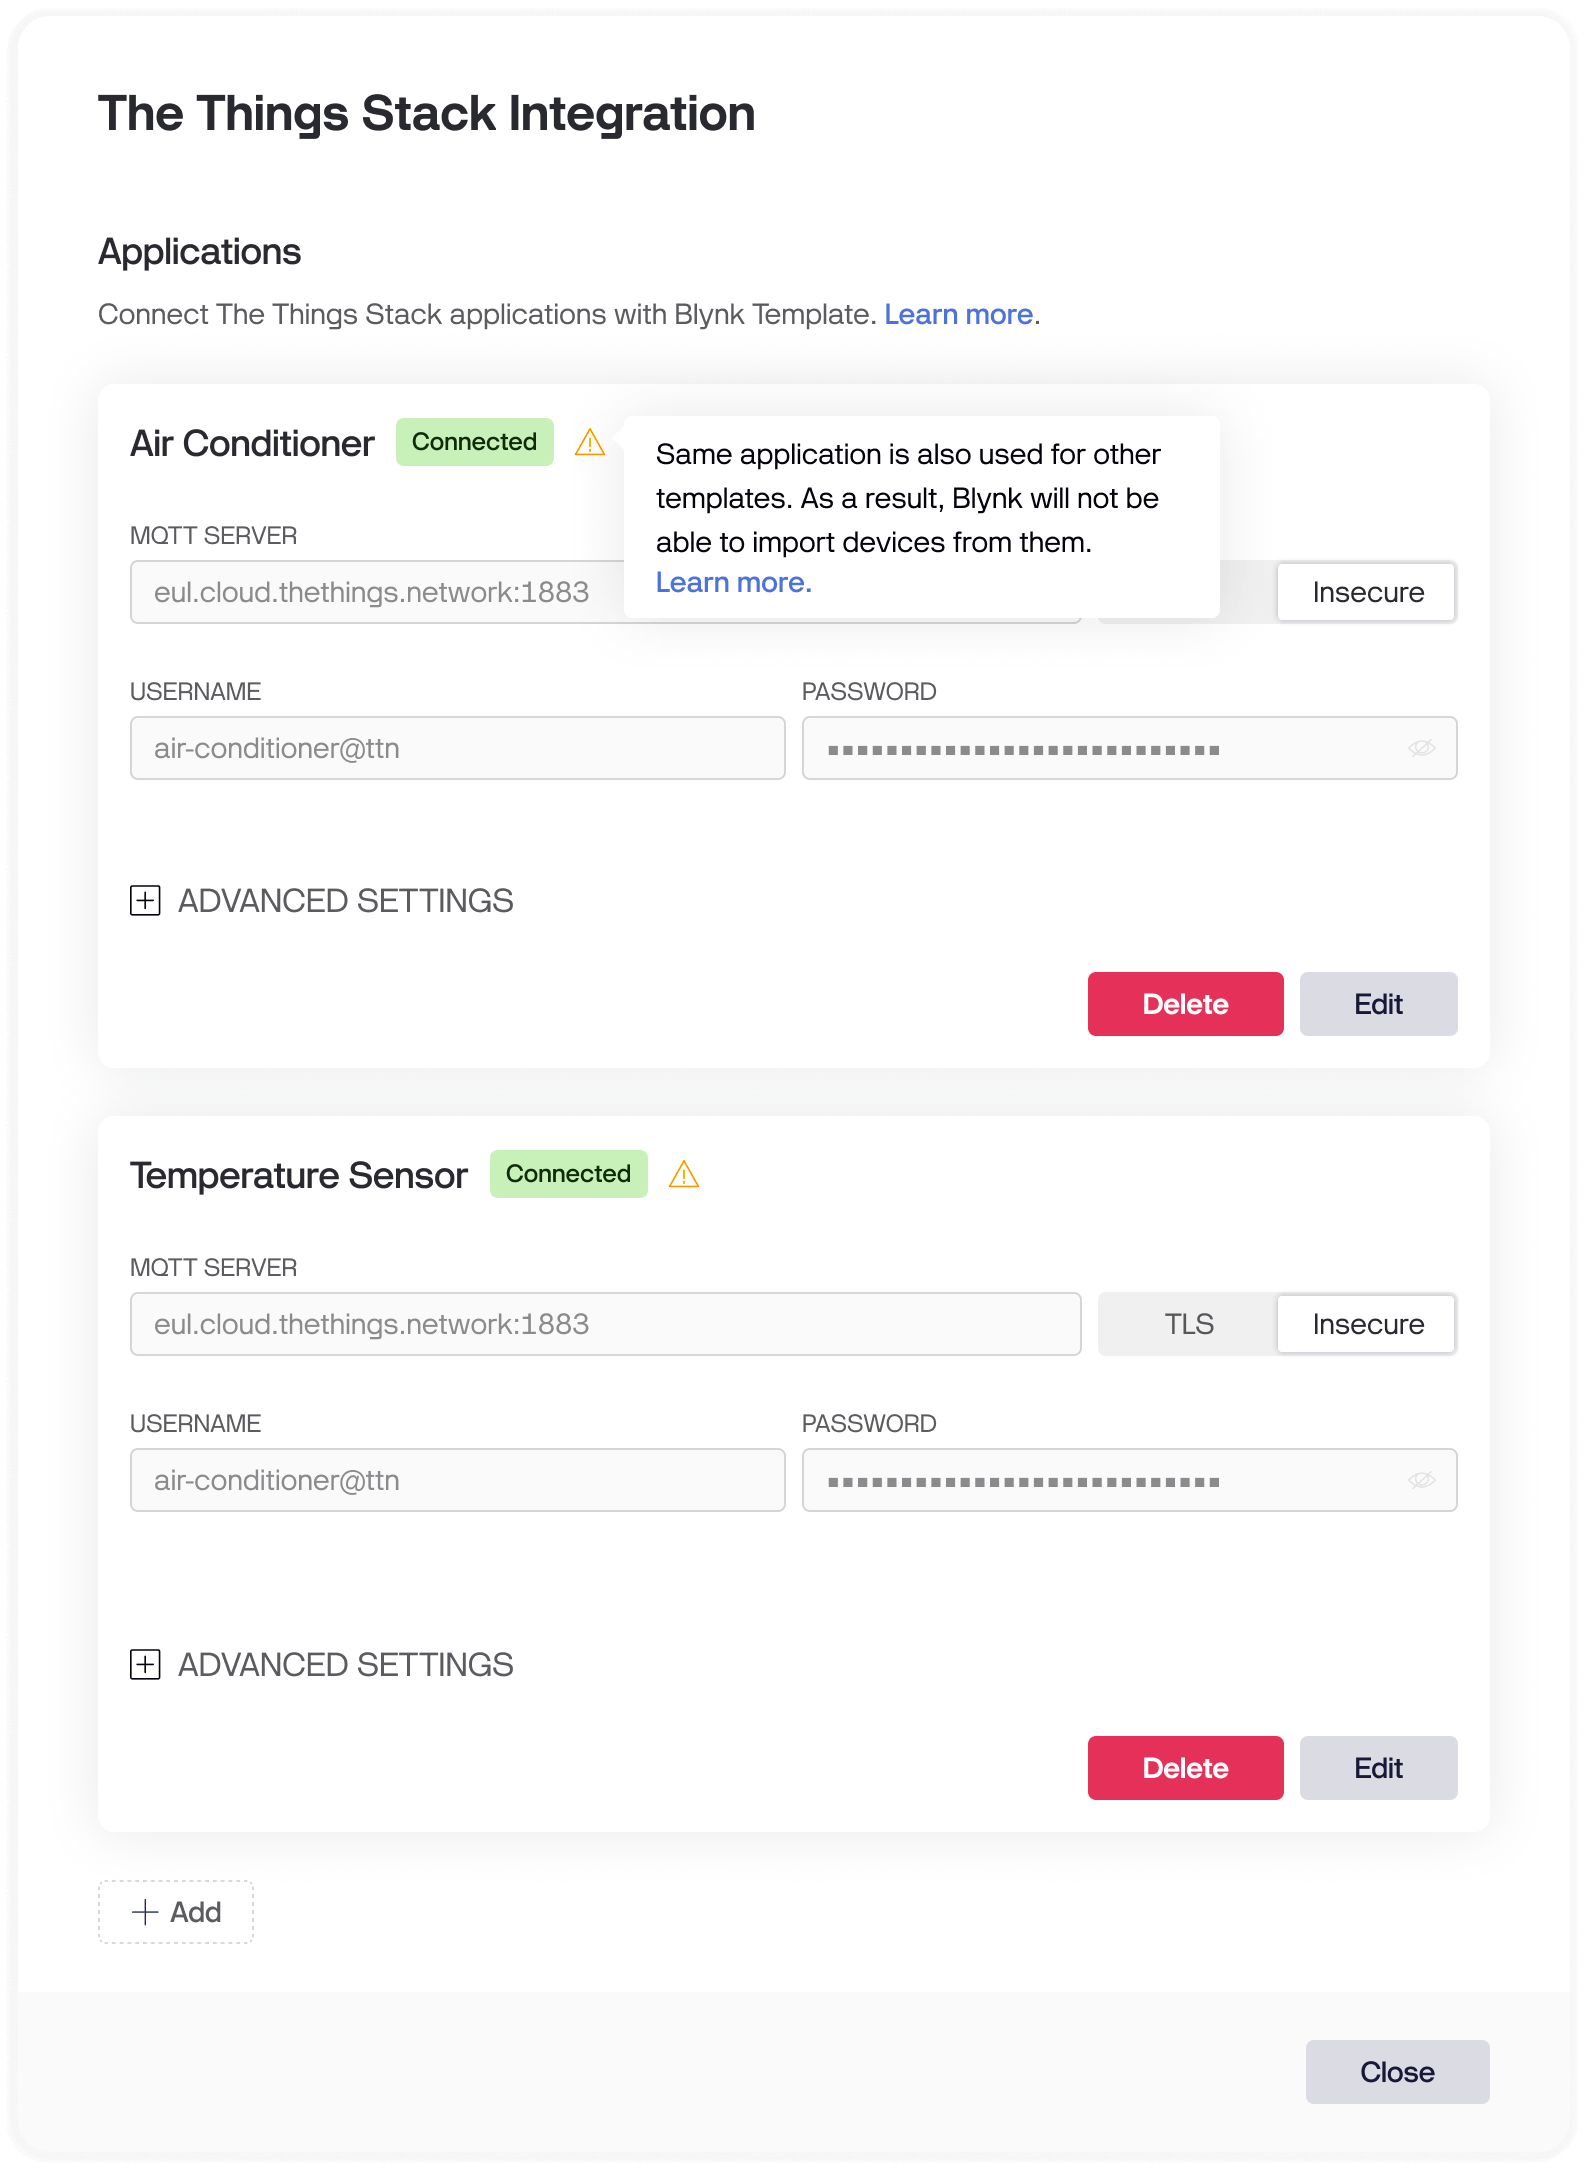 The Things Stack Integration
Applications
Connect The Things Stack applications with Blynk Template. Learn more.
Air Conditioner
Connected
Same application is also used for other
templates. As a result, Blynk will not be
able to import devices from them.
Learn more.
MQTT SERVER
eul.cloud.thethings.network:1883
Insecure
USERNAME
PASSWORD
air-conditioner@ttn
ADVANCED SETTINGS
Delete
Edit
Temperature Sensor
Connected
MQTT SERVER
eul.cloud.thethings.network:1883
TLS
Insecure
USERNAME
PASSWORD
air-conditioner@ttn
ADVANCED SETTINGS
Delete
Edit
Add
Close